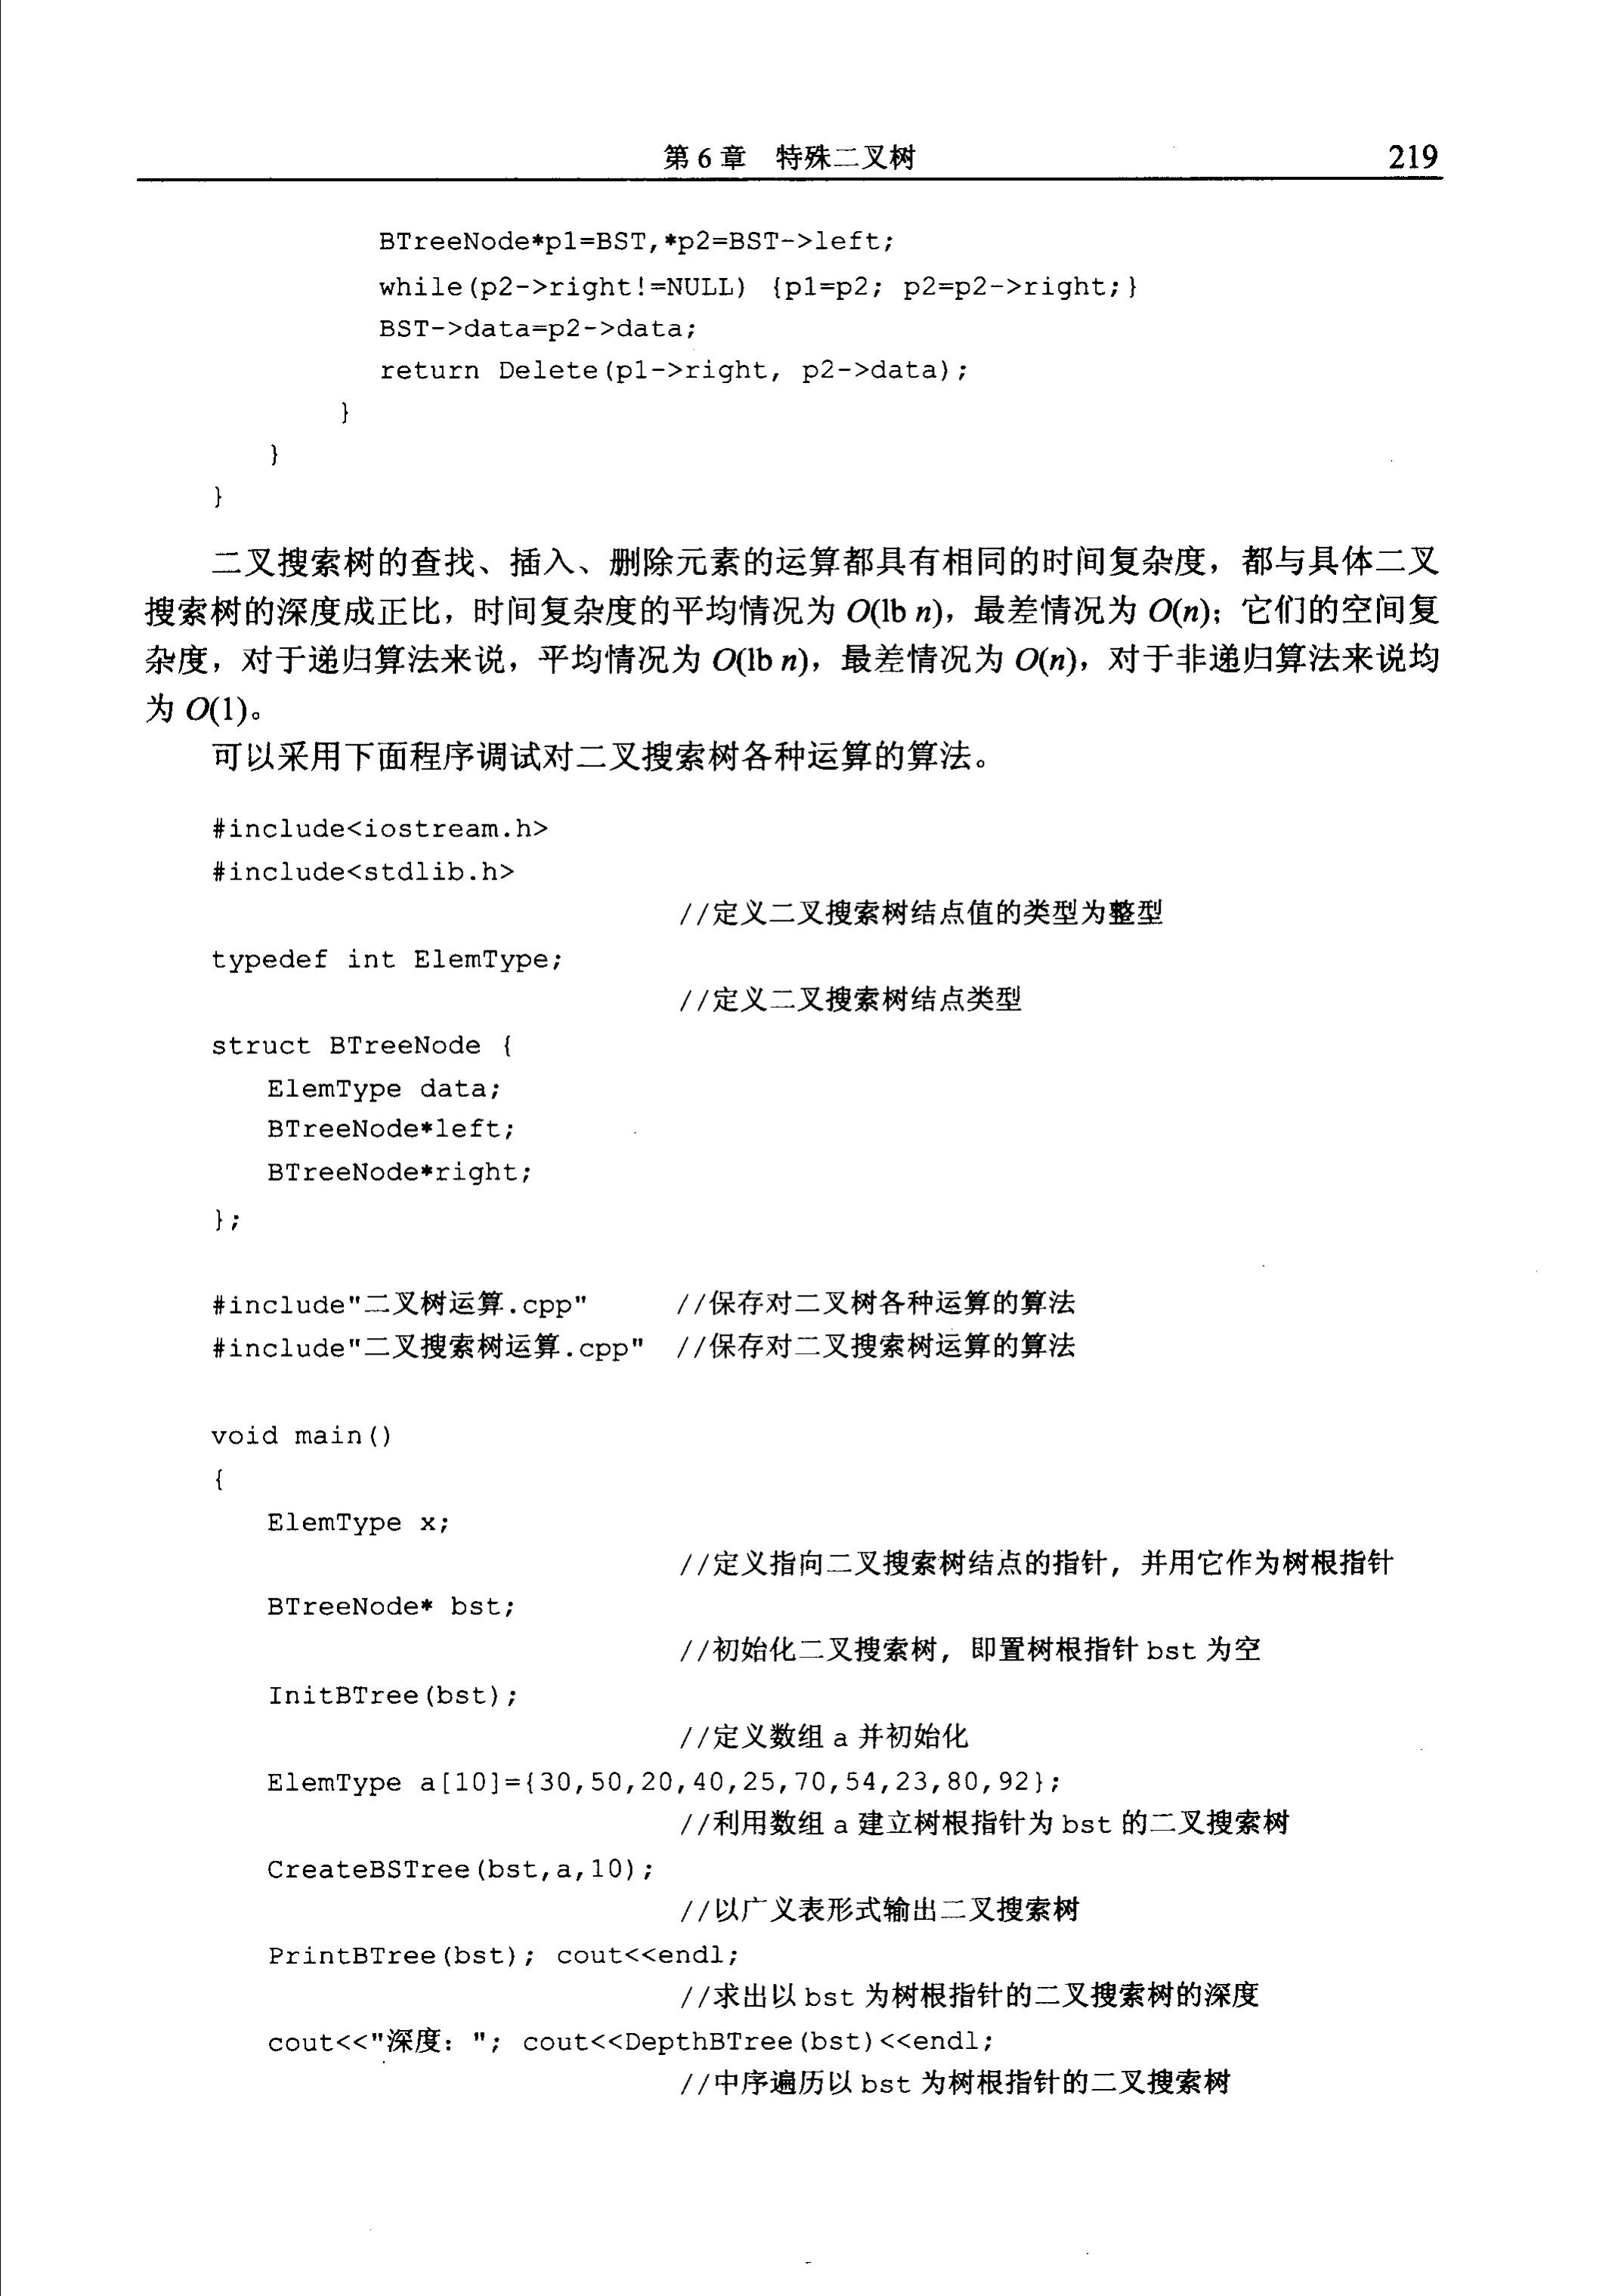 第 6 章 特殊二叉树 219
BTreeNode*p1=BST,*p2=BST->left;
while(p2->right!=NULL) {p1=p2; p2=p2->right;}
BST->data=p2->data;
return Delete(p1->right, p2->data);
}
}
}
二叉搜索树的查找、插入、删除元素的运算都具有相同的时间复杂度，都与具体二叉
搜索树的深度成正比，时间复杂度的平均情况为 O(lb n)，最差情况为 O(n)；它们的空间复
杂度，对于递归算法来说，平均情况为 O(lb n)，最差情况为 O(n)，对于非递归算法来说均
为 O(1)。
可以采用下面程序调试对二叉搜索树各种运算的算法。
#include<iostream.h>
#include<stdlib.h>
//定义二叉搜索树结点值的类型为整型
typedef int ElemType;
//定义二叉搜索树结点类型
struct BTreeNode {
ElemType data;
BTreeNode*left;
BTreeNode*right;
};
#include"二叉树运算.cpp" //保存对二叉树各种运算的算法
#include"二叉搜索树运算.cpp" //保存对二叉搜索树运算的算法
void main()
{
ElemType x;
//定义指向二叉搜索树结点的指针，并用它作为树根指针
BTreeNode* bst;
//初始化二叉搜索树，即置树根指针 bst 为空
InitBTree(bst);
//定义数组 a 并初始化
ElemType a[10]={30,50,20,40,25,70,54,23,80,92};
//利用数组 a 建立树根指针为 bst 的二叉搜索树
CreateBSTree(bst,a,10);
//以广义表形式输出二叉搜索树
PrintBTree(bst); cout<<endl;
//求出以 bst 为树根指针的二叉搜索树的深度
cout<<"深度："; cout<<DepthBTree(bst)<<endl;
//中序遍历以 bst 为树根指针的二叉搜索树